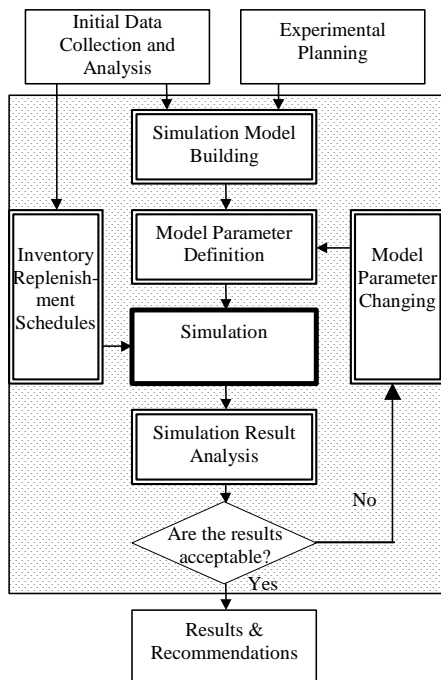 Initial Data
Collection and
Analysis
Experimental
Planning
Simulation Model
Building
Inventory
Replenish-
ment
Schedules
Model Parameter
Definition
Model
Parameter
Changing
Simulation
Simulation Result
Analysis
No
Are the results
acceptable?
Yes
Results &
Recommendations